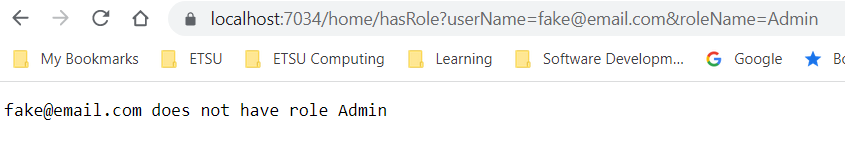 localhost:7034/home/hasRole?userName=fake@email.com&roleName=Admin
My Bookmarks ETSU ETSU Computing Learning Software Developm... Google Bo
fake@email.com does not have role Admin